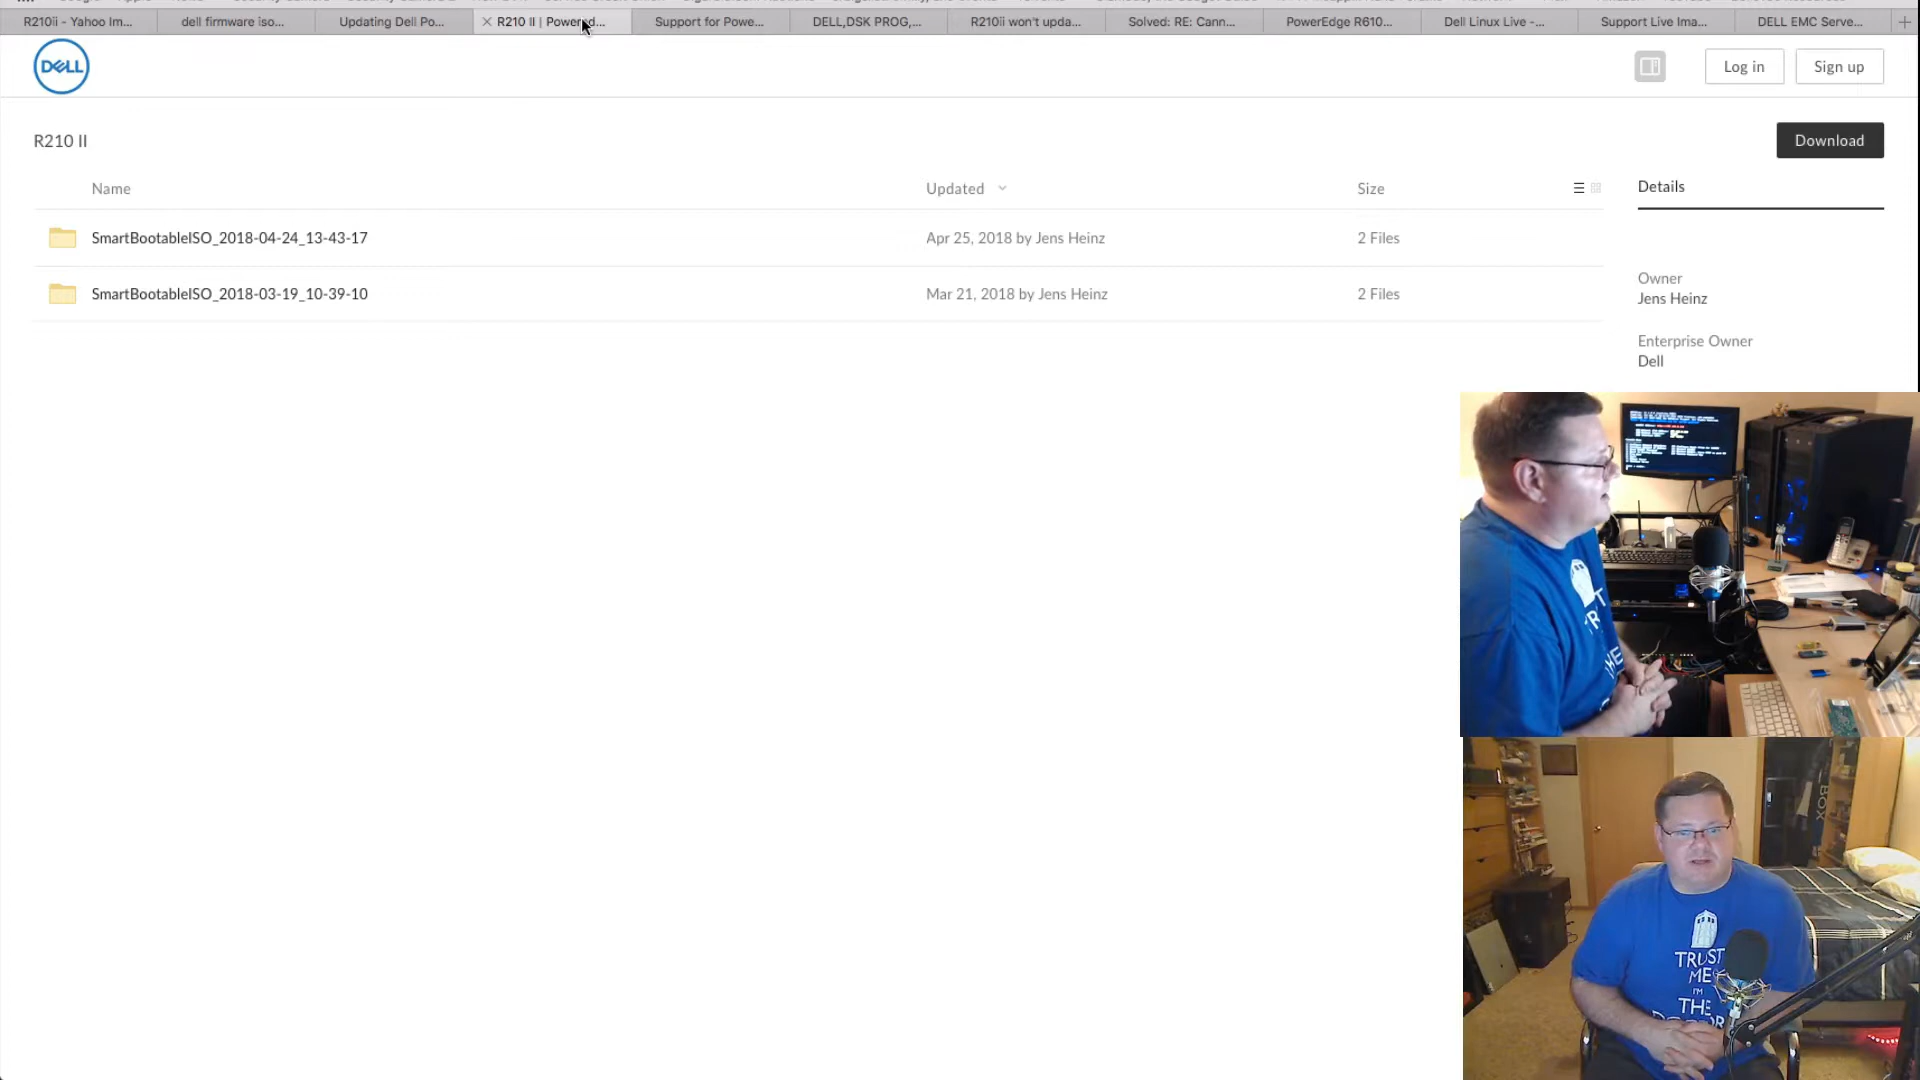 R210ii - Yahoo Im...
dell firmware iso...
Updating Dell Po...
R210 II | Powered...
Support for Powe...
DELL,DSK PROG,...
R210ii won't upda...
Solved: RE: Cann...
PowerEdge R610...
Dell Linux Live -...
Support Live Ima...
DELL EMC Serve...
DELL
Log in
Sign up
R210 II
Download
Name
Updated
Size
Details
SmartBootableISO_2018-04-24_13-43-17
Apr 25, 2018 by Jens Heinz
2 Files
SmartBootableISO_2018-03-19_10-39-10
Mar 21, 2018 by Jens Heinz
2 Files
Owner
Jens Heinz
Enterprise Owner
Dell
BOX
TRUST
ME
I'M
THE